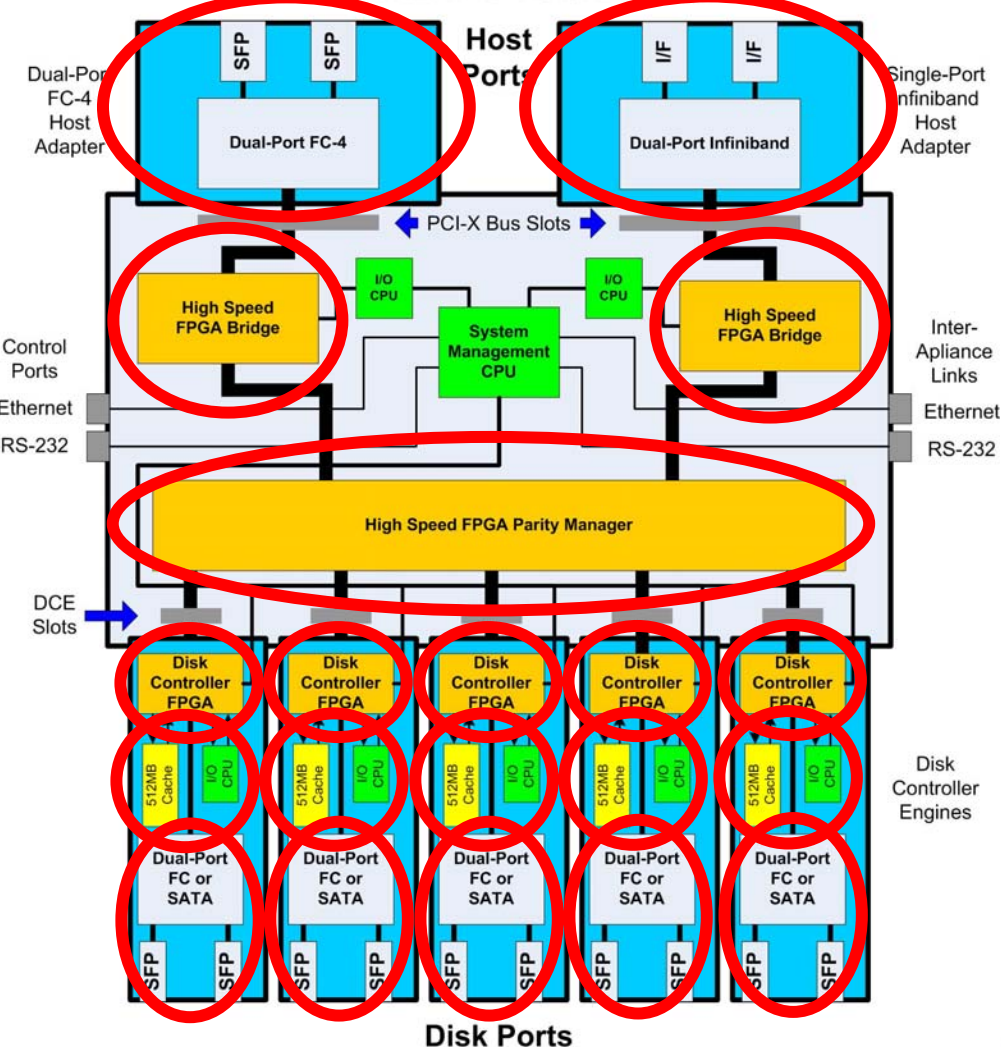 Host
Ports
SFP
SFP
I/F
I/F
Dual-Port
FC-4
Host
Adapter
Dual-Port FC-4
Dual-Port Infiniband
Single-Port
Infiniband
Host
Adapter
PCI-X Bus Slots
High Speed
FPGA Bridge
I/O
CPU
I/O
CPU
High Speed
FPGA Bridge
System
Management
CPU
Control
Ports
Ethernet
RS-232
Inter-
Apliance
Links
Ethernet
RS-232
High Speed FPGA Parity Manager
DCE
Slots
Disk
Controller
FPGA
Disk
Controller
FPGA
Disk
Controller
FPGA
Disk
Controller
FPGA
Disk
Controller
FPGA
512MB
Cache
I/O
CPU
512MB
Cache
I/O
CPU
512MB
Cache
I/O
CPU
512MB
Cache
I/O
CPU
512MB
Cache
I/O
CPU
Disk
Controller
Engines
Dual-Port
FC or
SATA
Dual-Port
FC or
SATA
Dual-Port
FC or
SATA
Dual-Port
FC or
SATA
Dual-Port
FC or
SATA
SFP
SFP
SFP
SFP
SFP
SFP
SFP
SFP
SFP
SFP
Disk Ports